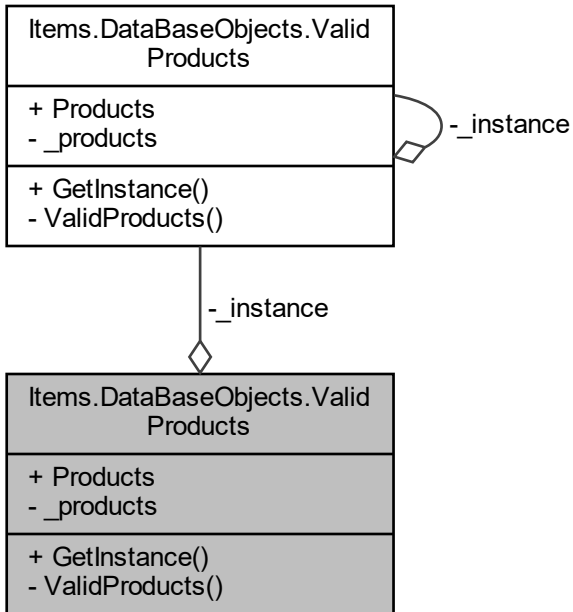 Items.DataBaseObjects.Valid
Products
+ Products
- _products
-_instance
+ GetInstance()
- ValidProducts()
-_instance
Items.DataBaseObjects.Valid
Products
+ Products
- _products
+ GetInstance()
- ValidProducts()